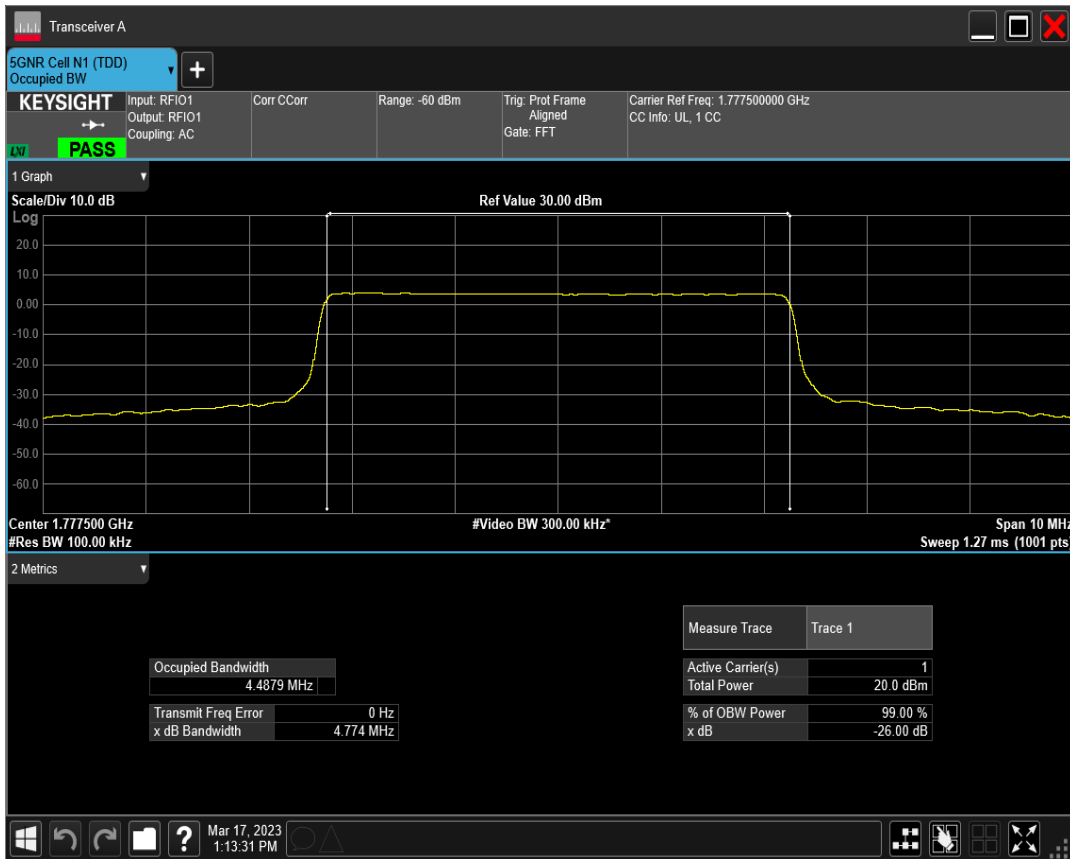 Transceiver A
5GNR Cell N1 (TDD)
Occupied BW
+
KEYSIGHT
LXI
PASS
Input: RFIO1
Output: RFIO1
Coupling: AC
Corr CCorr
Range: -60 dBm
Trig: Prot Frame
Aligned
Gate: FFT
Carrier Ref Freq: 1.777500000 GHz
CC Info: UL, 1 CC
1 Graph
Scale/Div 10.0 dB
Ref Value 30.00 dBm
Log
20.0
10.0
0.00
-10.0
-20.0
-30.0
-40.0
-50.0
-60.0
Center 1.777500 GHz
#Video BW 300.00 kHz*
Span 10 MHz
#Res BW 100.00 kHz
Sweep 1.27 ms (1001 pts)
2 Metrics
Measure Trace Trace 1
Occupied Bandwidth
4.4879 MHz
Active Carrier(s) 1
Total Power 20.0 dBm
Transmit Freq Error 0 Hz
x dB Bandwidth 4.774 MHz
% of OBW Power 99.00 %
x dB -26.00 dB
?
Mar 17, 2023
1:13:31 PM